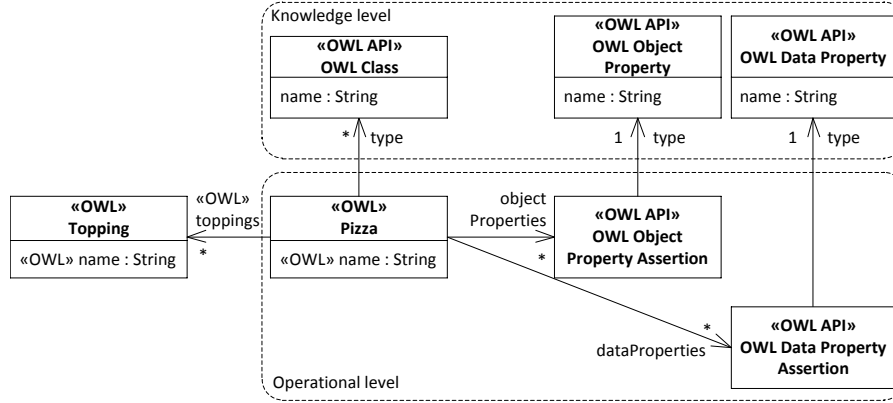 Knowledge level
«OWL API»
OWL Class
name : String
«OWL API»
OWL Object
Property
name : String
«OWL API»
OWL Data Property
name : String
* type
1 type
1 type
«OWL»
Topping
«OWL» name : String
«OWL»
toppings
*
«OWL»
Pizza
«OWL» name : String
object
Properties
*
«OWL API»
OWL Object
Property Assertion
*
dataProperties
«OWL API»
OWL Data Property
Assertion
Operational level